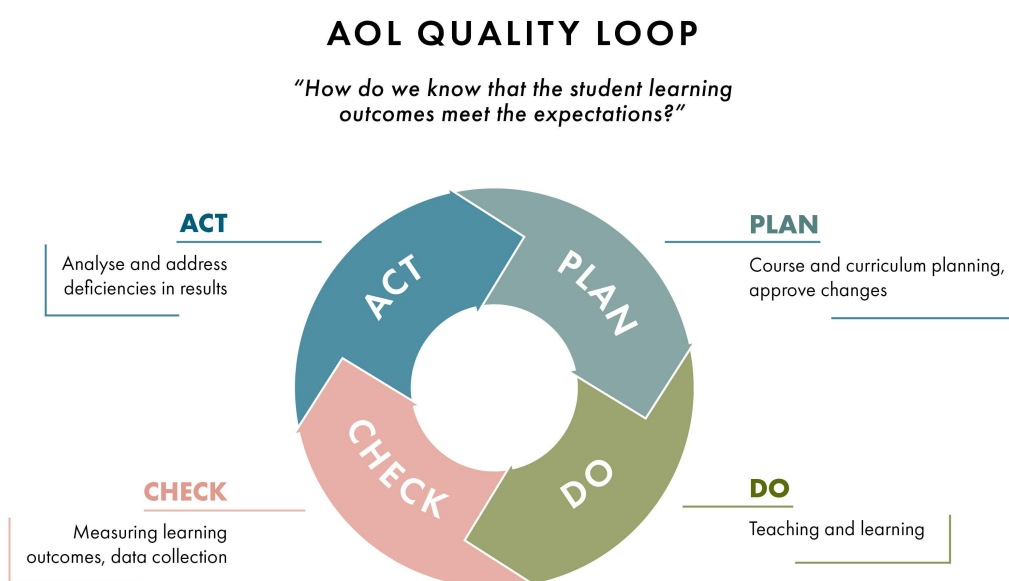 AOL QUALITY LOOP
“How do we know that the student learning
outcomes meet the expectations?”
ACT
Analyse and address
deficiencies in results
PLAN
Course and curriculum planning,
approve changes
ACT
PLAN
CHECK
DO
CHECK
Measuring learning
outcomes, data collection
DO
Teaching and learning